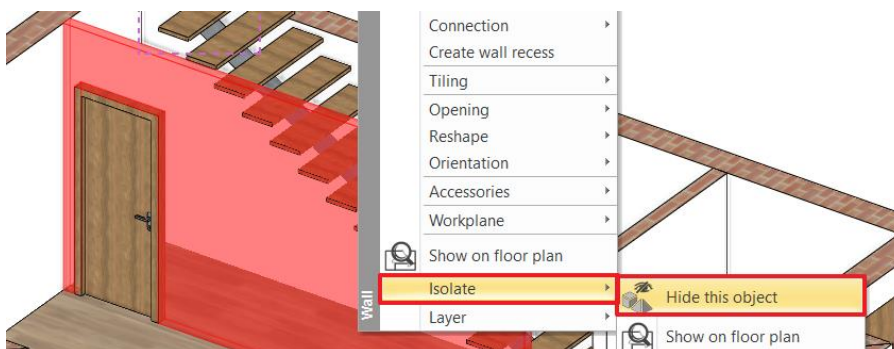 Connection
Create wall recess
Tiling
Opening
Reshape
Orientation
Accessories
Workplane
Show on floor plan
Isolate
Layer
Wall
Hide this object
Show on floor plan